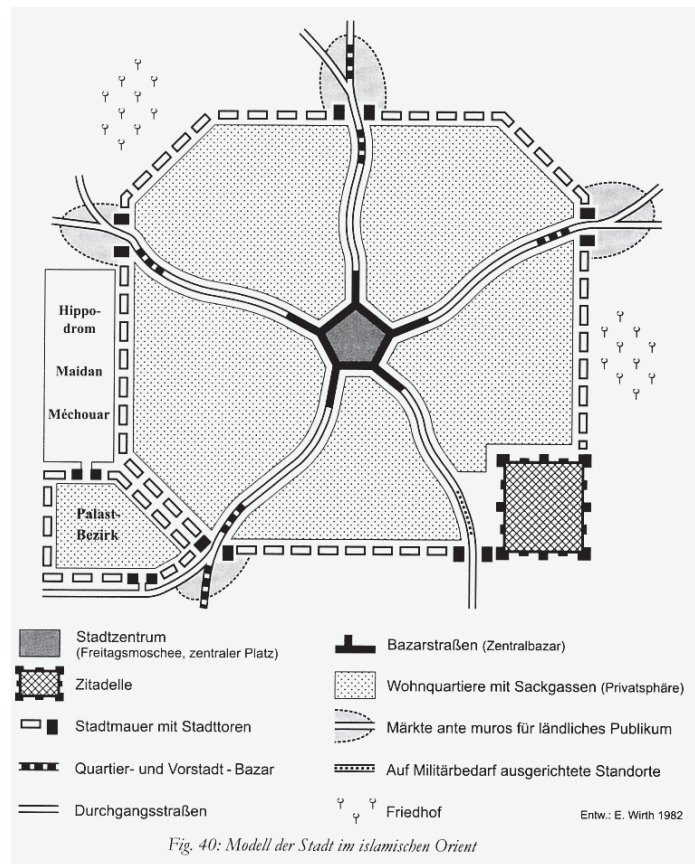 Hippo-
drom
Maidan
Méchouar
Palast-
Bezirk
Stadtzentrum
(Freitagsmoschee, zentraler Platz)
Zitadelle
Stadtmauer mit Stadttoren
Quartier- und Vorstadt - Bazar
Durchgangsstraßen
Bazarstraßen (Zentralbazar)
Wohnquartiere mit Sackgassen (Privatsphäre)
Märkte ante muros für ländliches Publikum
Auf Militärbedarf ausgerichtete Standorte
Friedhof
Entw.: E. Wirth 1982
Fig. 40: Modell der Stadt im islamischen Orient